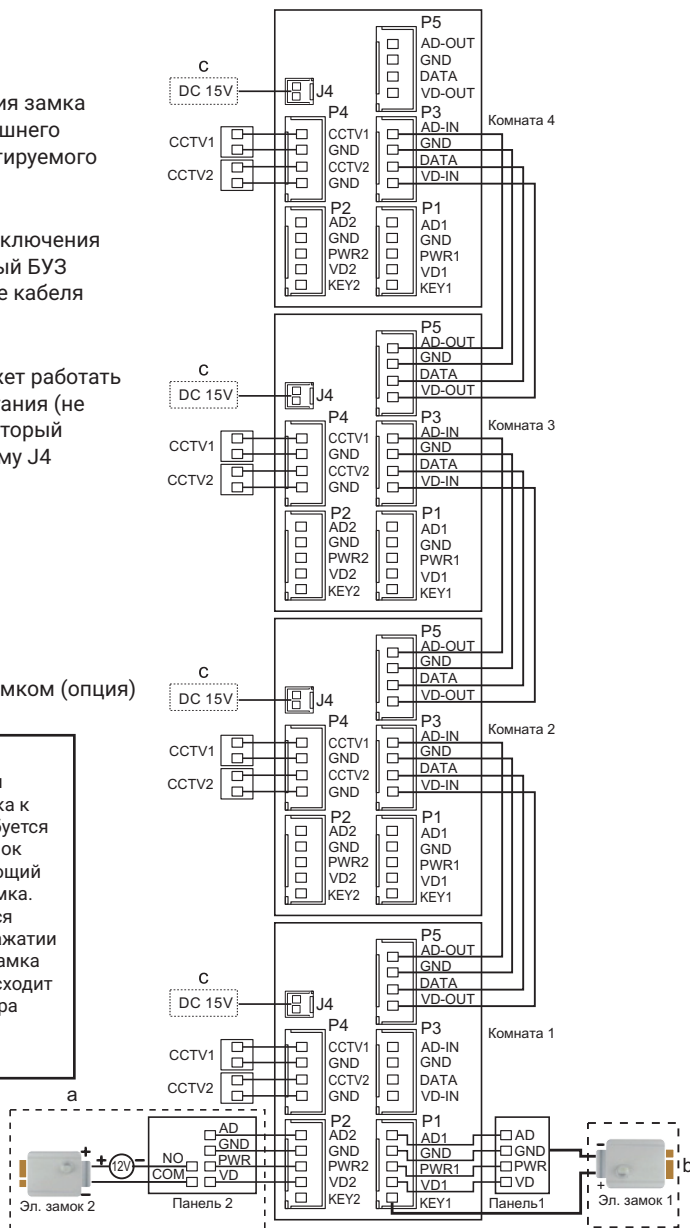 ия замка
шнего
тируемого
ключения
ый БУЗ
е кабеля
жет работать
тания (не
торый
му J4
мком (опция)
и
ка к
буется
ок
ющий
мка.
ся
ажатии
амка
сходит
ра
P5
AD-OUT
GND
DATA
VD-OUT
c
DC 15V
J4
P4
CCTV1
GND
CCTV2
GND
CCTV1
CCTV2
P3
AD-IN
GND
DATA
VD-IN
Комната 4
P2
AD2
GND
PWR2
VD2
KEY2
P1
AD1
GND
PWR1
VD1
KEY1
P5
AD-OUT
GND
DATA
VD-OUT
c
DC 15V
J4
P4
CCTV1
GND
CCTV2
GND
CCTV1
CCTV2
P3
AD-IN
GND
DATA
VD-IN
Комната 3
P2
AD2
GND
PWR2
VD2
KEY2
P1
AD1
GND
PWR1
VD1
KEY1
P5
AD-OUT
GND
DATA
VD-OUT
c
DC 15V
J4
P4
CCTV1
GND
CCTV2
GND
CCTV1
CCTV2
P3
AD-IN
GND
DATA
VD-IN
Комната 2
P2
AD2
GND
PWR2
VD2
KEY2
P1
AD1
GND
PWR1
VD1
KEY1
P5
AD-OUT
GND
DATA
VD-OUT
c
DC 15V
J4
P4
CCTV1
GND
CCTV2
GND
CCTV1
CCTV2
P3
AD-IN
GND
DATA
VD-IN
Комната 1
P2
AD2
GND
PWR2
VD2
KEY2
P1
AD1
GND
PWR1
VD1
KEY1
a
+
+ 12V –
–
NO
COM
AD
GND
PWR
VD
Эл. замок 2
Панель 2
AD
GND
PWR
VD
Панель1
–
+
Эл. замок 1
b